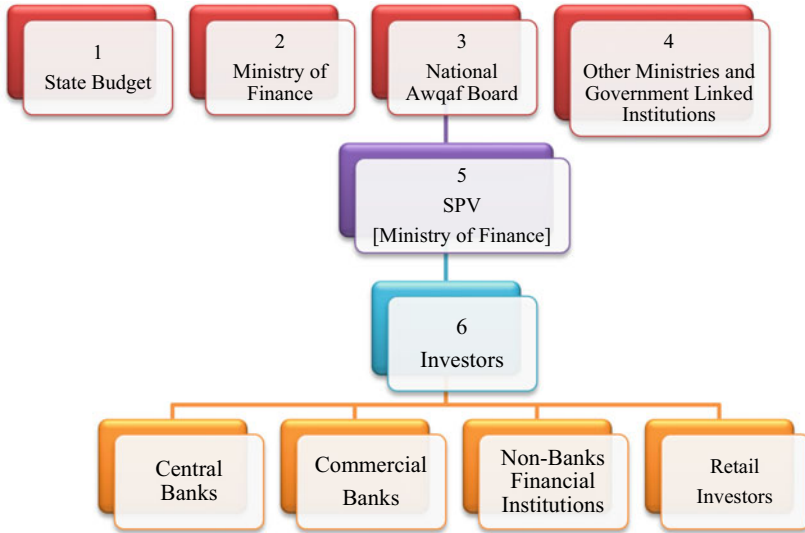 1
State Budget
2
Ministry of
Finance
3
National
Awqaf Board
4
Other Ministries and
Government Linked
Institutions
5
SPV
[Ministry of Finance]
6
Investors
Central
Banks
Commercial
Banks
Non-Banks
Financial
Institutions
Retail
Investors